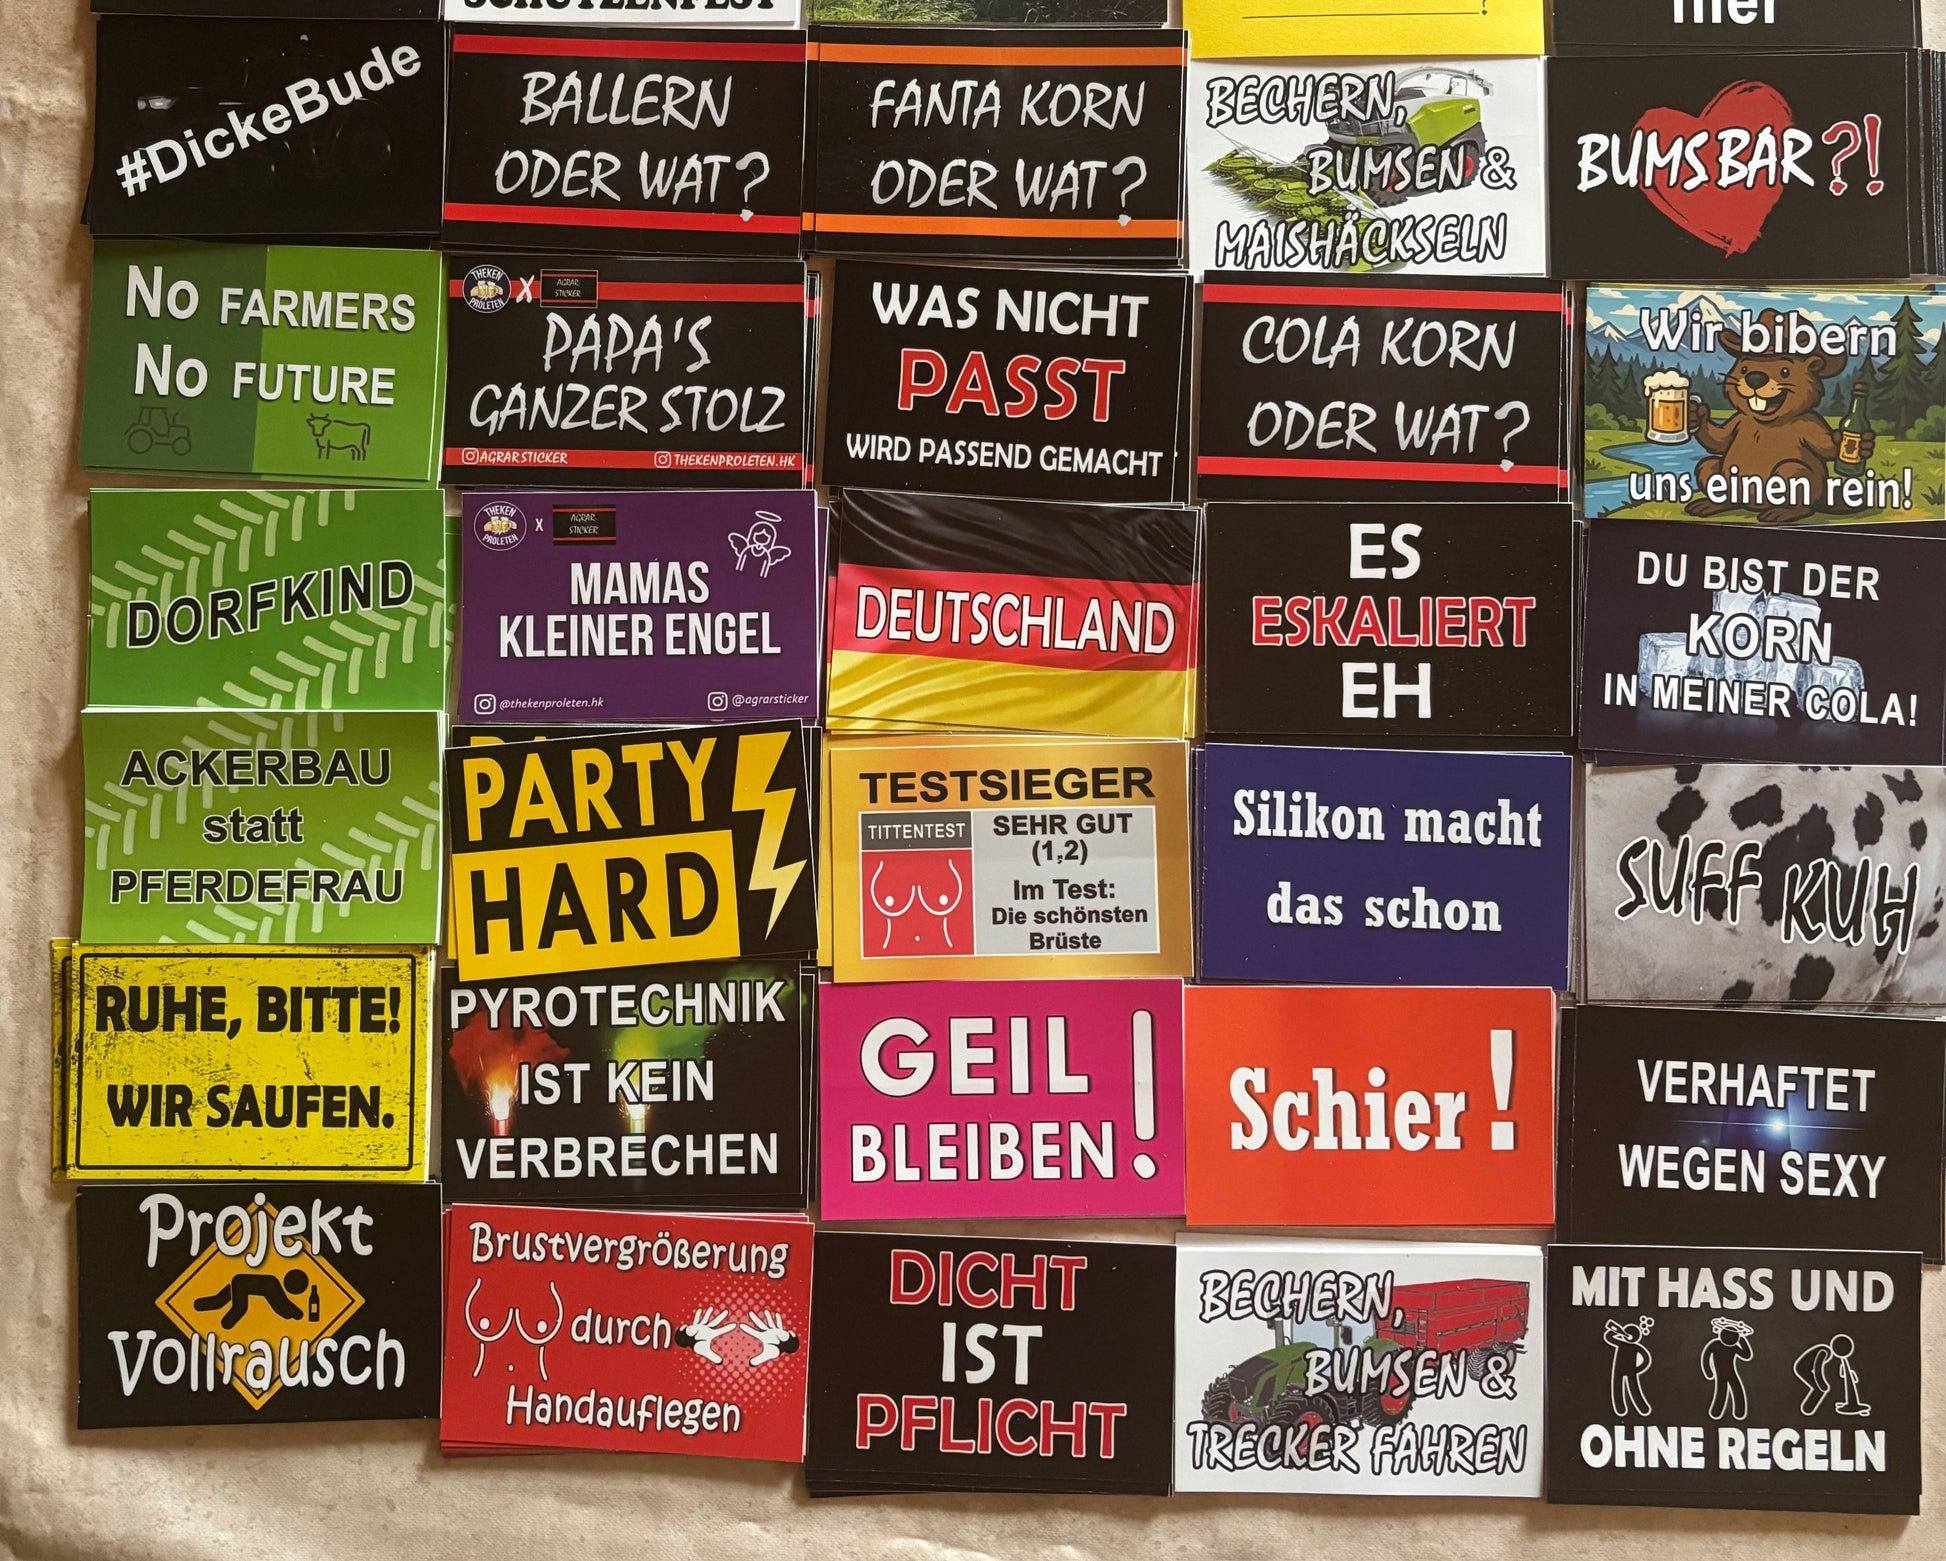 SCHÜTZENFEST
?
hier
#DickeBude
BALLERN
ODER WAT?
FANTA KORN
ODER WAT?
BECHERN,
BUMSEN &
MAISHÄCKSELN
BUMSBAR?!
No FARMERS
No FUTURE
THEKEN
PROLETEN
X
AGRAR-
STICKER
PAPA'S
GANZER STOLZ
@AGRARSTICKER
@THEKENPROLETEN.HK
WAS NICHT
PASST
WIRD PASSEND GEMACHT
COLA KORN
ODER WAT?
Wir bibern
uns einen rein!
DORFKIND
THEKEN
PROLETEN
X
AGRAR-
STICKER
MAMAS
KLEINER ENGEL
@thekenproleten.hk
@agrarsticker
DEUTSCHLAND
ES
ESKALIERT
EH
DU BIST DER
KORN
IN MEINER COLA!
ACKERBAU
statt
PFERDEFRAU
PARTY
HARD
TESTSIEGER
TITTENTEST
SEHR GUT
(1,2)
Im Test:
Die schönsten
Brüste
Silikon macht
das schon
SUFF KUH
RUHE, BITTE!
WIR SAUFEN.
PYROTECHNIK
IST KEIN
VERBRECHEN
GEIL
BLEIBEN!
Schier!
VERHAFTET
WEGEN SEXY
Projekt
Vollrausch
Brustvergrößerung
durch
Handauflegen
DICHT
IST
PFLICHT
BECHERN,
BUMSEN &
TRECKER FAHREN
MIT HASS UND
OHNE REGELN